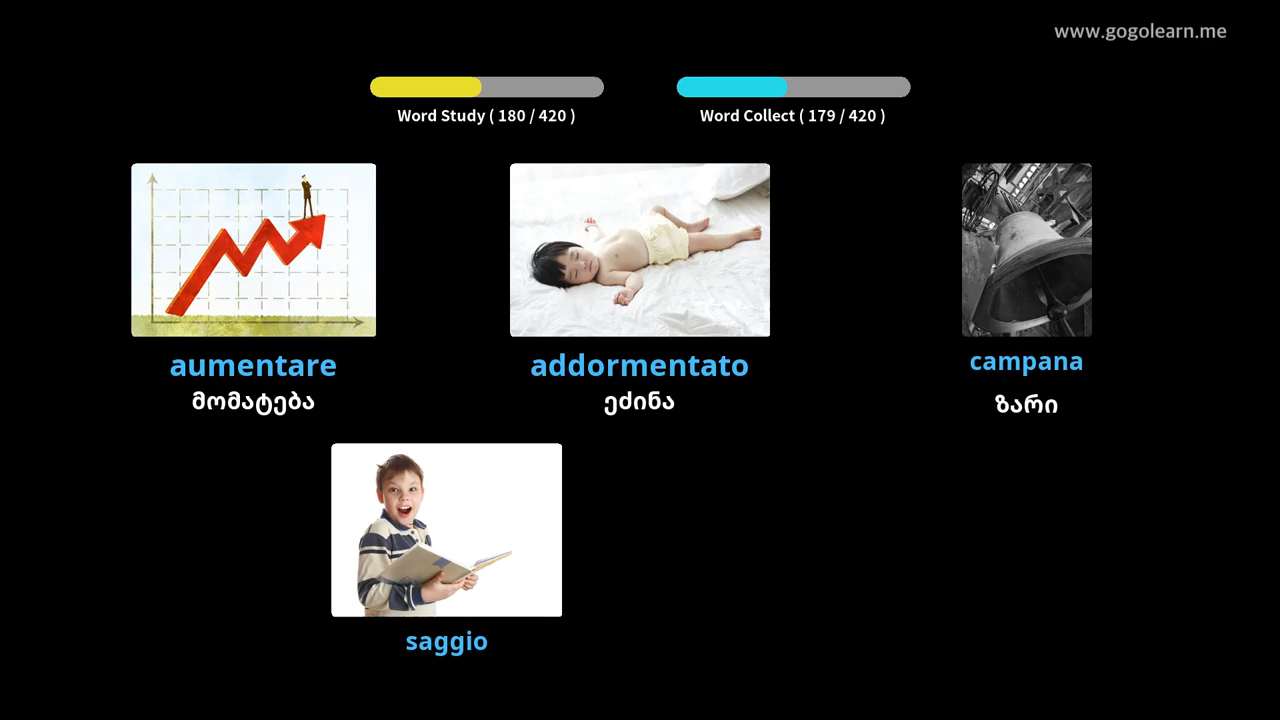 www.gogolearn.me
Word Study ( 180 / 420 )
Word Collect ( 179 / 420 )
aumentare
მომატება
addormentato
ეძინა
campana
ზარი
saggio